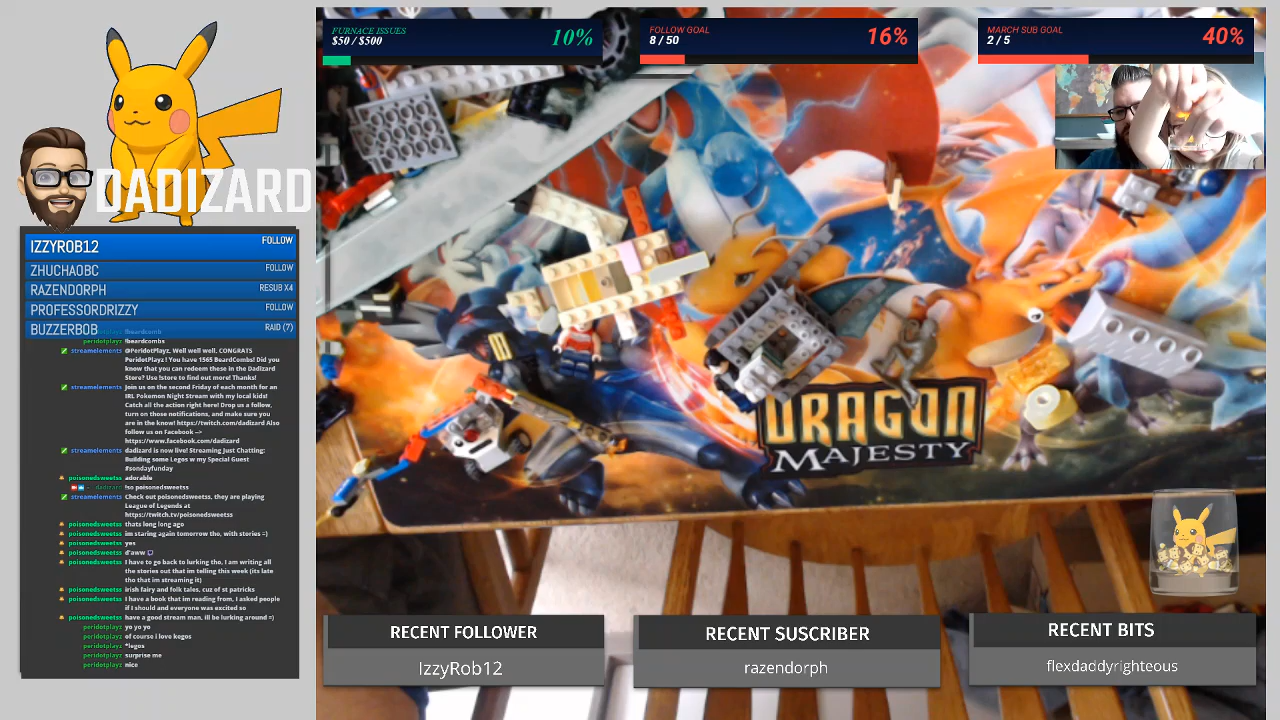 FURNACE ISSUES
$50 / $500
10%
FOLLOW GOAL
8 / 50
16%
MARCH SUB GOAL
2 / 5
40%
DADIZARD
IZZYROB12 FOLLOW
ZHUCHAOBC FOLLOW
RAZENDORPH RESUB X4
PROFESSORDRIZZY FOLLOW
BUZZERBOB RAID (7)
!beardcomb
peridotplayz !beardcombs
streamelements @PeridotPlayz, Well well well, CONGRATS
PeridotPlayz ! You have 1565 BeardCombs! Did you
know that you can redeem these in the Dadizard
Store? Use !store to find out more! Thanks!
streamelements Join us on the second Friday of each month for an
IRL Pokemon Night Stream with my local kids!
Catch all the action right here! Drop us a follow,
turn on those notifications, and make sure you
are in the know! https://twitch.tv/dadizard Also
follow us on Facebook -->
https://www.facebook.com/dadizard
streamelements dadizard is now live! Streaming Just Chatting:
Building some Legos w my Special Guest
#sondayfunday
poisonedsweetss adorable
dadizard !so poisonedsweetss
streamelements Check out poisonedsweetss, they are playing
League of Legends at
https://twitch.tv/poisonedsweetss
poisonedsweetss thats long long ago
poisonedsweetss im staring again tomorrow tho, with stories =)
poisonedsweetss yes
poisonedsweetss d'aww
poisonedsweetss I have to go back to lurking tho, I am writing all
the stories out that im telling this week (its late
tho that im streaming it)
poisonedsweetss irish fairy and folk tales, cuz of st patricks
poisonedsweetss I have a book that im reading from, I asked people
if I should and everyone was excited so
poisonedsweetss have a good stream man, ill be lurking around =)
peridotplayz yo yo yo
peridotplayz of course i love kegos
peridotplayz *legos
peridotplayz surprise me
peridotplayz nice
DRAGON
MAJESTY
RECENT FOLLOWER
IzzyRob12
RECENT SUSCRIBER
razendorph
RECENT BITS
flexdaddyrighteous